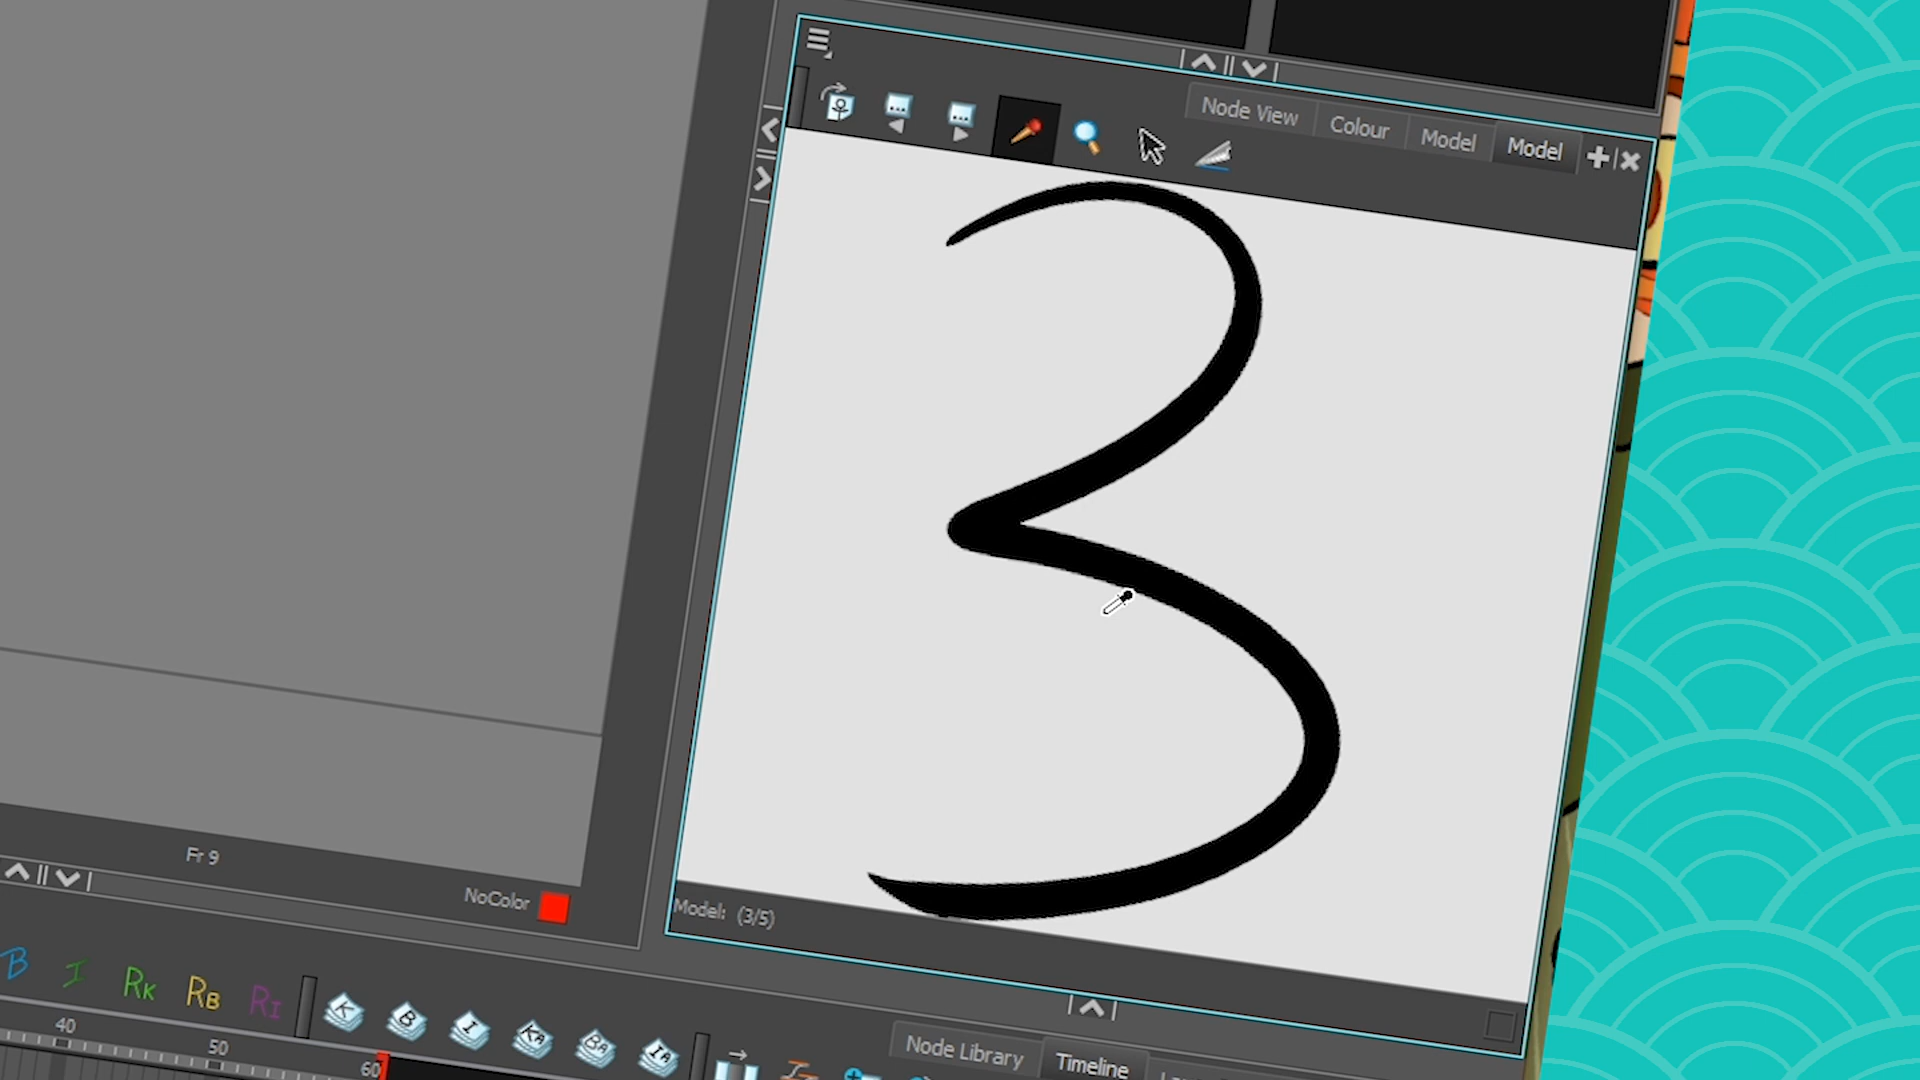 Node View
Colour
Model
Model
3
Model: (3/5)
Fr 9
NoColor
B
I
RK
RB
RI
K
B
I
KA
BA
IA
40
50
60
Node Library
Timeline